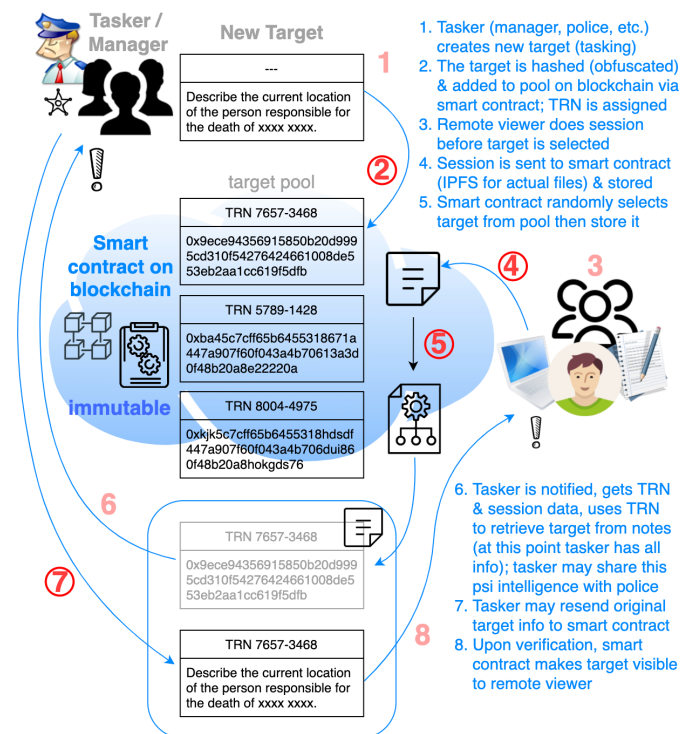 Tasker /
Manager
New Target
---
Describe the current location
of the person responsible for
the death of xxxx xxxx.
1
1. Tasker (manager, police, etc.)
creates new target (tasking)
2. The target is hashed (obfuscated)
& added to pool on blockchain via
smart contract; TRN is assigned
3. Remote viewer does session
before target is selected
4. Session is sent to smart contract
(IPFS for actual files) & stored
5. Smart contract randomly selects
target from pool then store it
2
target pool
TRN 7657-3468
0x9ece94356915850b20d999
5cd310f54276424661008de5
53eb2aa1cc619f5dfb
Smart
contract on
blockchain
TRN 5789-1428
0xba45c7cff65b6455318671a
447a907f60f043a4b70613a3d
0f48b20a8e22220a
immutable
TRN 8004-4975
0xkjk5c7cff65b6455318hdsdf
447a907f60f043a4b706dui86
0f48b20a8hokgds76
4
3
5
6
TRN 7657-3468
0x9ece94356915850b20d999
5cd310f54276424661008de5
53eb2aa1cc619f5dfb
7
TRN 7657-3468
Describe the current location
of the person responsible for
the death of xxxx xxxx.
8
6. Tasker is notified, gets TRN
& session data, uses TRN
to retrieve target from notes
(at this point tasker has all
info); tasker may share this
psi intelligence with police
7. Tasker may resend original
target info to smart contract
8. Upon verification, smart
contract makes target visible
to remote viewer